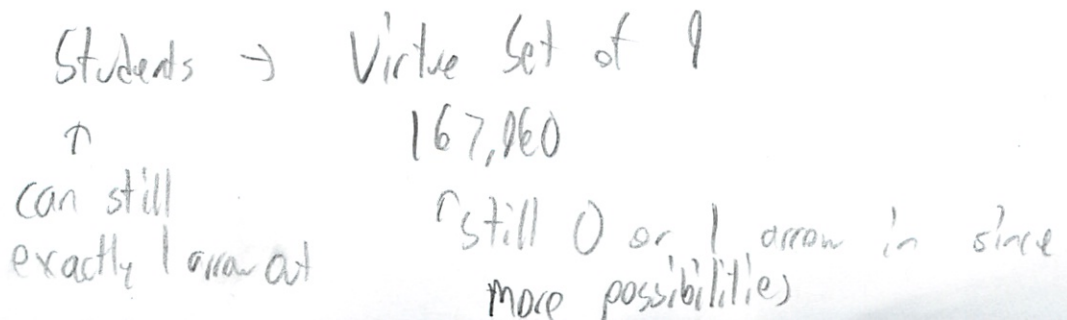 Students → Virtue Set of 9
↑ 167,960
can still ↑still 0 or 1 arrow in since
exactly 1 arrow out more possibilities